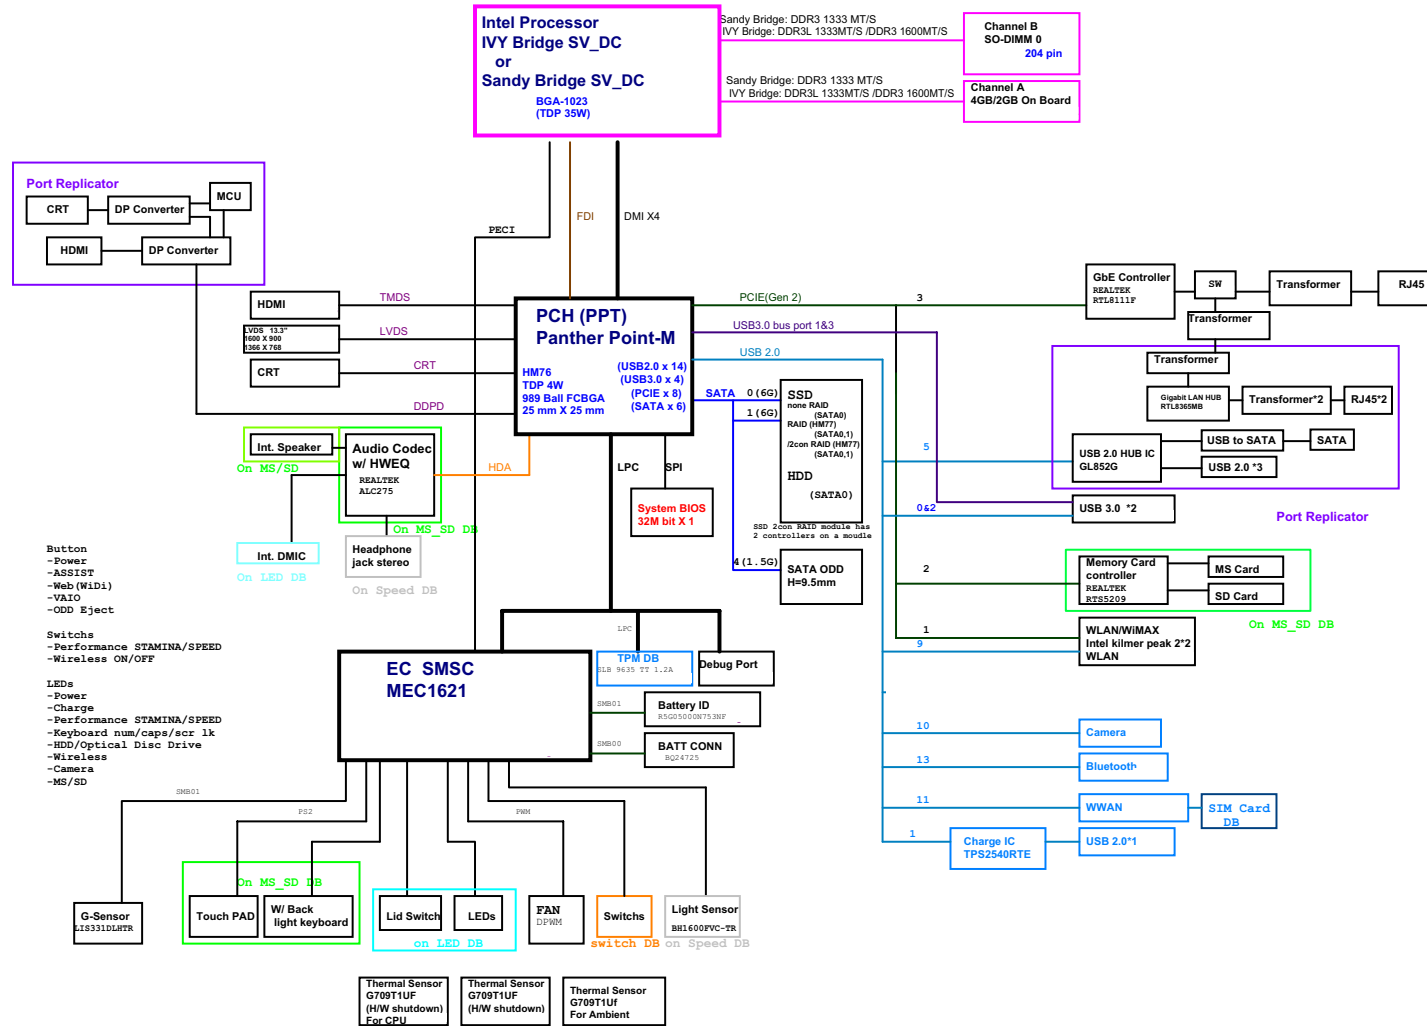 Intel Processor
IVY Bridge SV_DC
or
Sandy Bridge SV_DC
BGA-1023
(TDP 35W)
Sandy Bridge: DDR3 1333 MT/S
IVY Bridge: DDR3L 1333MT/S /DDR3 1600MT/S
Channel B
SO-DIMM 0
204 pin
Sandy Bridge: DDR3 1333 MT/S
IVY Bridge: DDR3L 1333MT/S /DDR3 1600MT/S
Channel A
4GB/2GB On Board
Port Replicator
CRT
DP Converter
MCU
HDMI
DP Converter
PECI
FDI
DMI X4
HDMI
TMDS
LVDS 13.3"
1600 X 900
1366 X 768
LVDS
CRT
CRT
DDPD
PCH (PPT)
Panther Point-M
HM76
TDP 4W
989 Ball FCBGA
25 mm X 25 mm
(USB2.0 x 14)
(USB3.0 x 4)
(PCIE x 8)
(SATA x 6)
PCIE(Gen 2)
3
USB3.0 bus port 1&3
USB 2.0
GbE Controller
REALTEK
RTL8111F
SW
Transformer
RJ45
Transformer
Transformer
Gigabit LAN HUB
RTL8365MB
Transformer*2
RJ45*2
5
USB 2.0 HUB IC
GL852G
USB to SATA
SATA
USB 2.0 *3
0&2
USB 3.0 *2
Port Replicator
SATA
0(6G)
1(6G)
SSD
none RAID
(SATA0)
RAID (HM77)
(SATA0,1)
/2con RAID (HM77)
(SATA0,1)
HDD
(SATA0)
SSD 2con RAID module has
2 controllers on a moudle
4(1.5G)
SATA ODD
H=9.5mm
Int. Speaker
On MS/SD
Audio Codec
w/ HWEQ
REALTEK
ALC275
HDA
On MS_SD DB
Int. DMIC
On LED DB
Headphone
jack stereo
On Speed DB
LPC
SPI
System BIOS
32M bit X 1
2
Memory Card
controller
REALTEK
RTS5209
MS Card
SD Card
On MS_SD DB
1
9
WLAN/WiMAX
Intel kilmer peak 2*2
WLAN
10
Camera
13
Bluetooth
11
WWAN
SIM Card
DB
1
Charge IC
TPS2540RTE
USB 2.0*1
Button
-Power
-ASSIST
-Web(WiDi)
-VAIO
-ODD Eject
Switchs
-Performance STAMINA/SPEED
-Wireless ON/OFF
LEDs
-Power
-Charge
-Performance STAMINA/SPEED
-Keyboard num/caps/scr lk
-HDD/Optical Disc Drive
-Wireless
-Camera
-MS/SD
EC SMSC
MEC1621
LPC
TPM DB
SLB 9635 TT 1.2A
Debug Port
SMB01
Battery ID
R5G05000N753NF
SMB00
BATT CONN
BQ24725
SMB01
PS2
PWM
G-Sensor
LIS331DLHTR
On MS_SD DB
Touch PAD
W/ Back
light keyboard
Lid Switch
LEDs
on LED DB
FAN
DPWM
Switchs
switch DB
Light Sensor
BH1600FVC-TR
on Speed DB
Thermal Sensor
G709T1UF
(H/W shutdown)
For CPU
Thermal Sensor
G709T1UF
(H/W shutdown)
Thermal Sensor
G709T1Uf
For Ambient